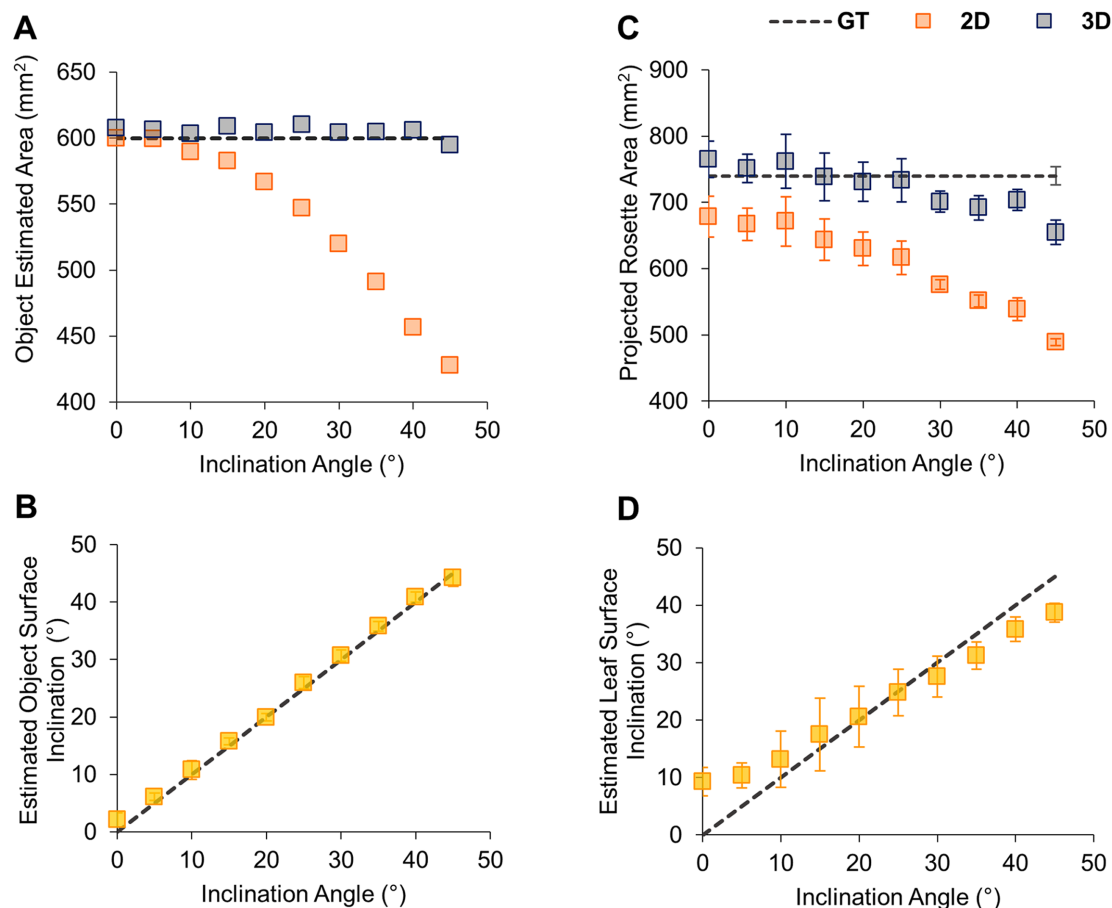 A
Object Estimated Area (mm²)
650
600
550
500
450
400
0 10 20 30 40 50
Inclination Angle (°)
GT 2D 3D
C
Projected Rosette Area (mm²)
900
800
700
600
500
400
0 10 20 30 40 50
Inclination Angle (°)
B
Estimated Object Surface
Inclination (°)
50
40
30
20
10
0
0 10 20 30 40 50
Inclination Angle (°)
D
Estimated Leaf Surface
Inclination (°)
50
40
30
20
10
0
0 10 20 30 40 50
Inclination Angle (°)